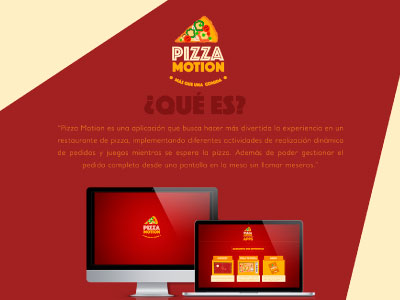 PIZZA
MOTION
MÁS QUE UNA COMIDA
¿QUÉ ES?
"Pizza Motion es una aplicación que busca hacer más divertida la experiencia en un
restaurante de pizza, implementando diferentes actividades de realización dinámica
de pedidos y juegos mientras se espera la pizza. Además de poder gestionar el
pedido completo desde una pantalla en la mesa sin llamar meseros."
PIZZA
MOTION